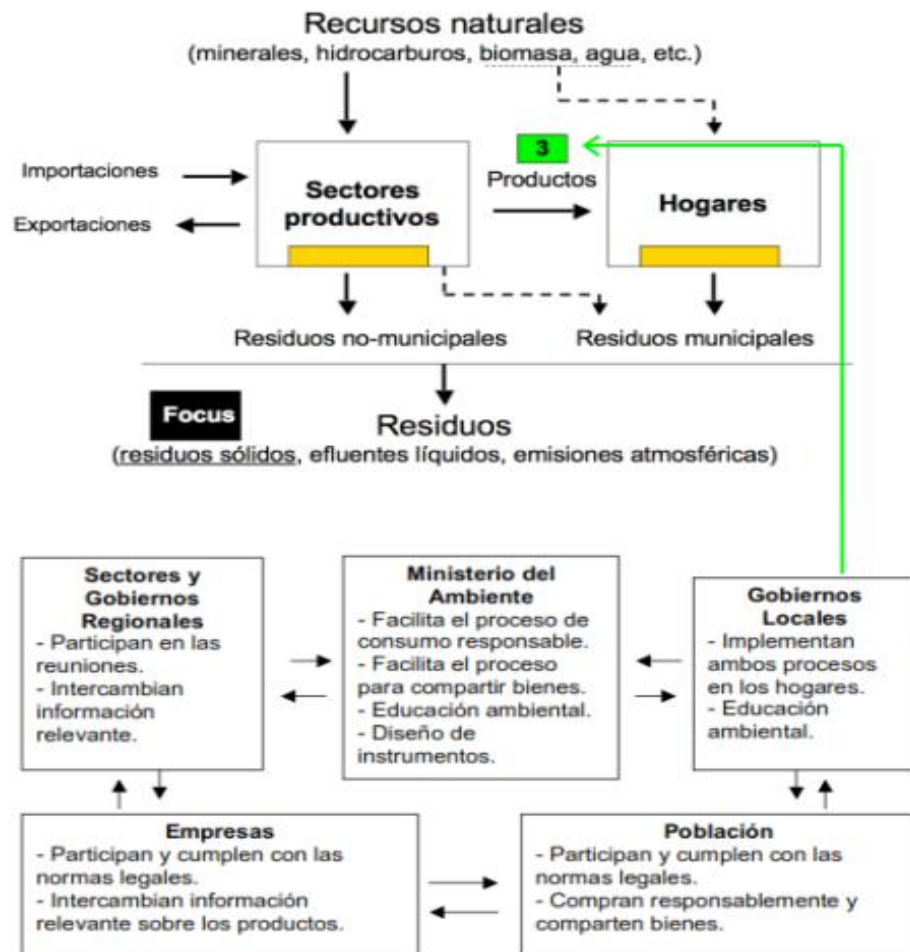 Recursos naturales
(minerales, hidrocarburos, biomasa, agua, etc.)
3
Importaciones
Exportaciones
Sectores
productivos
Productos
Hogares
Residuos no-municipales
Residuos municipales
Focus
Residuos
(residuos sólidos, efluentes líquidos, emisiones atmosféricas)
Sectores y
Gobiernos
Regionales
- Participan en las
reuniones.
- Intercambian
información
relevante.
Ministerio del
Ambiente
- Facilita el proceso de
consumo responsable.
- Facilita el proceso
para compartir bienes.
- Educación ambiental.
- Diseño de
instrumentos.
Gobiernos
Locales
- Implementan
ambos procesos
en los hogares.
- Educación
ambiental.
Empresas
- Participan y cumplen con las
normas legales.
- Intercambian información
relevante sobre los productos.
Población
- Participan y cumplen con las
normas legales.
- Compran responsablemente y
comparten bienes.